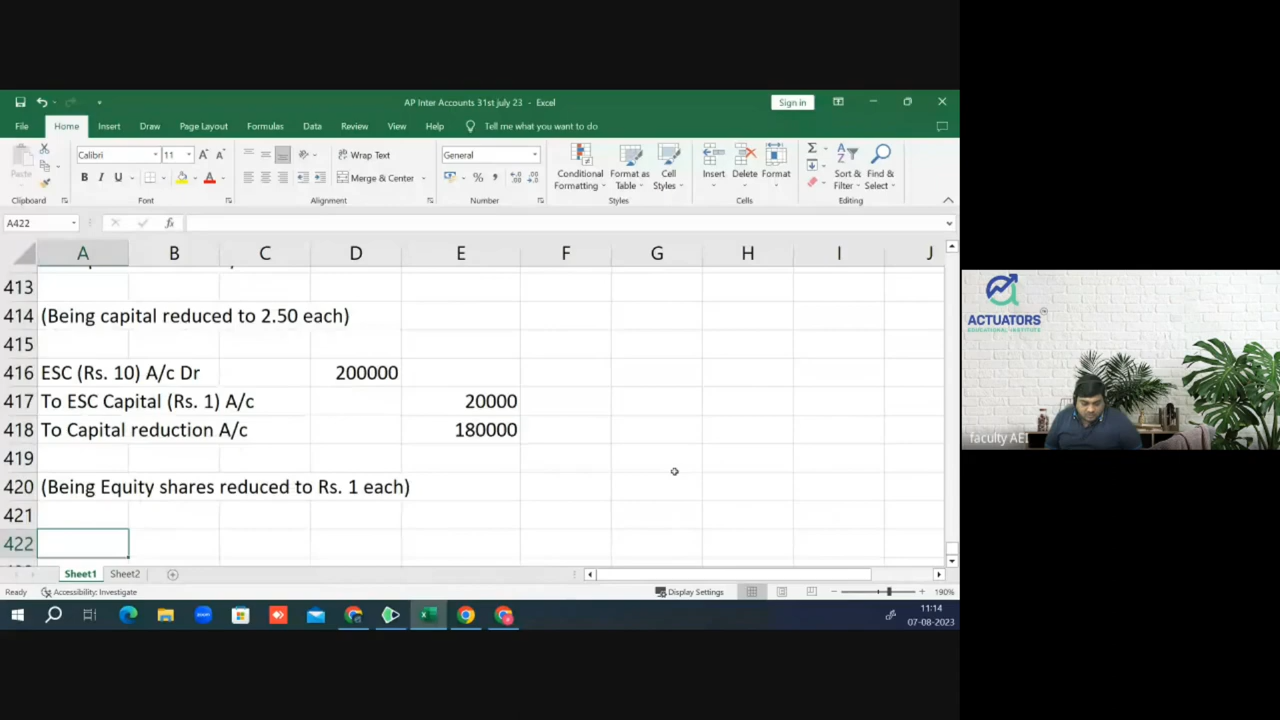 AP Inter Accounts 31st july 23 - Excel
Sign in
File Home Insert Draw Page Layout Formulas Data Review View Help Tell me what you want to do
Paste
Calibri 11
Wrap Text
General
B I U
Merge & Center
Conditional Formatting
Format as Table
Cell Styles
Insert
Delete
Format
Sort & Filter
Find & Select
Clipboard Font Alignment Number Styles Cells Editing
A422
fx
A B C D E F G H I J
413
414 (Being capital reduced to 2.50 each)
415
416 ESC (Rs. 10) A/c Dr 200000
417 To ESC Capital (Rs. 1) A/c 20000
418 To Capital reduction A/c 180000
419
420 (Being Equity shares reduced to Rs. 1 each)
421
422
Sheet1 Sheet2
Ready Accessibility: Investigate Display Settings 190%
11:14
07-08-2023
ACTUATORS
EDUCATIONAL INSTITUTE
faculty AEI